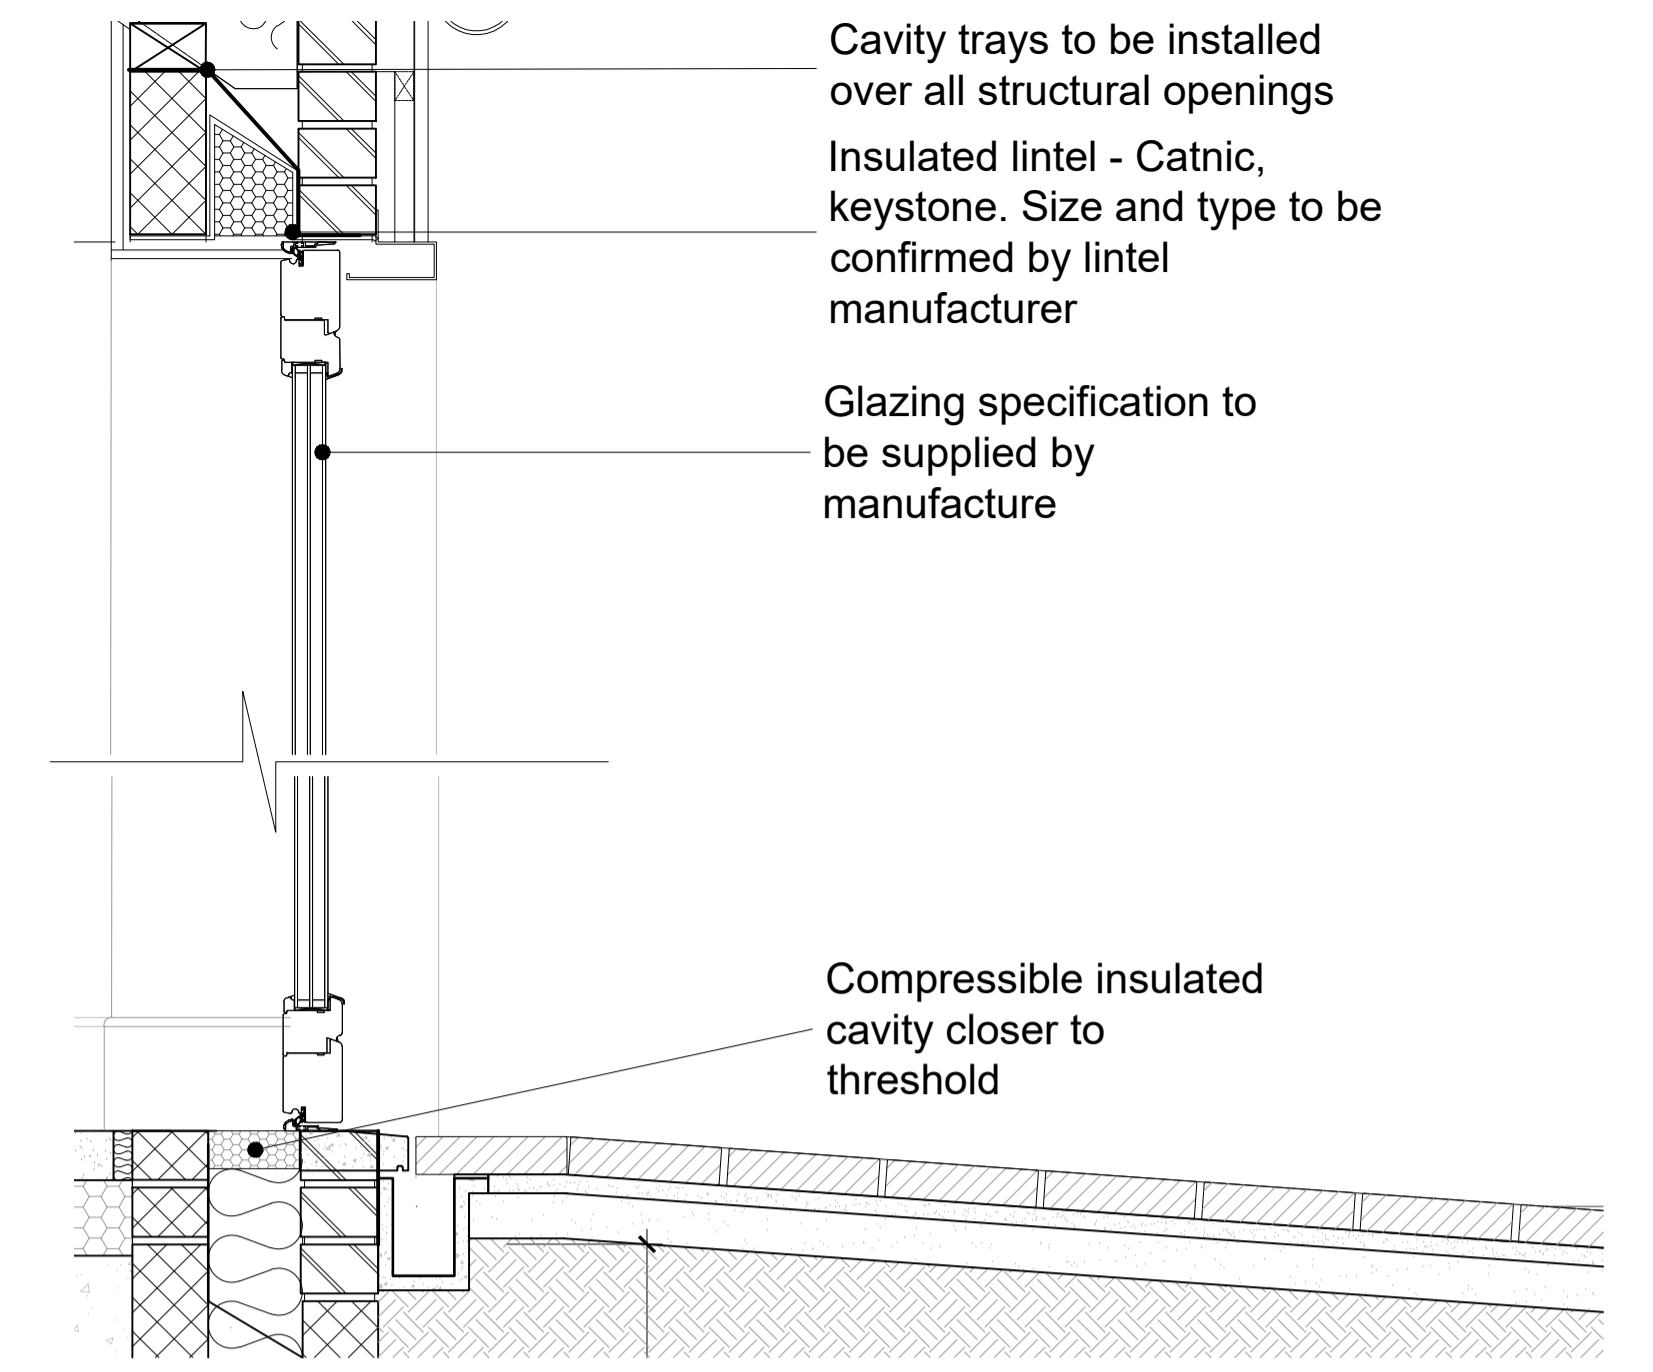 Cavity trays to be installed
over all structural openings
Insulated lintel - Catnic,
keystone. Size and type to be
confirmed by lintel
manufacturer
Glazing specification to
be supplied by
manufacture
Compressible insulated
cavity closer to
threshold